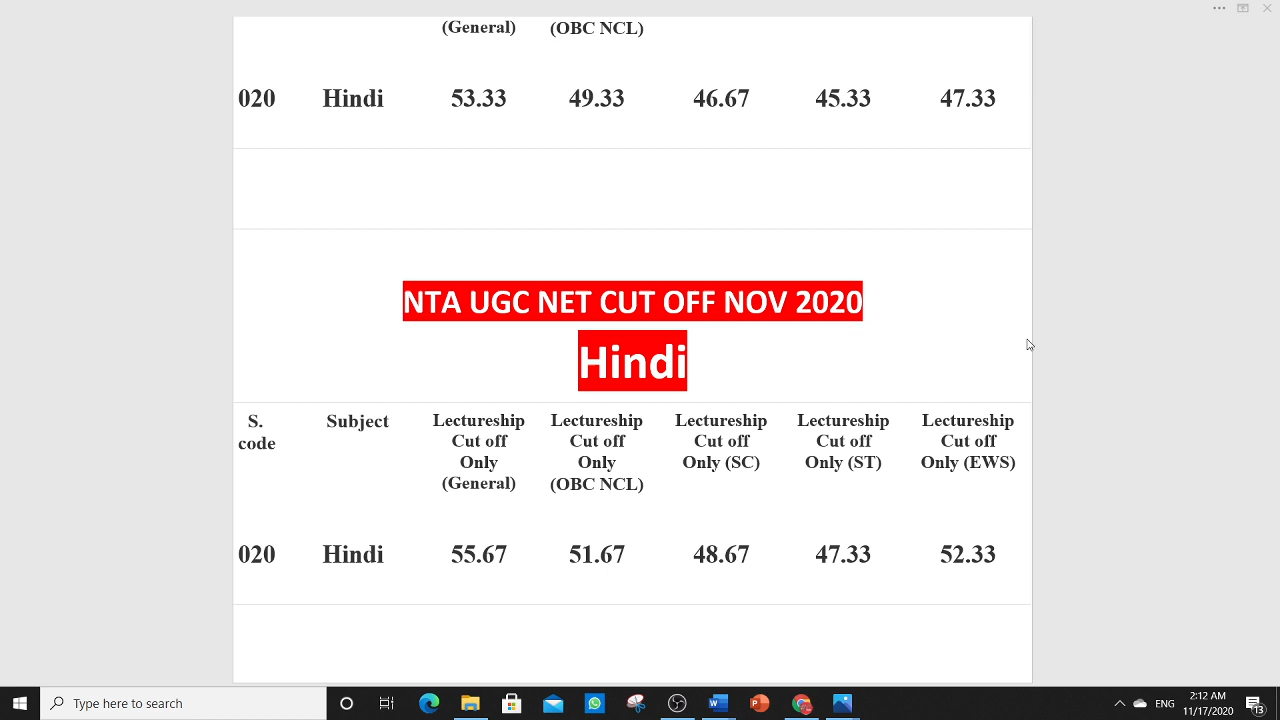 (General) (OBC NCL)
020 Hindi 53.33 49.33 46.67 45.33 47.33
NTA UGC NET CUT OFF NOV 2020
Hindi
S. Subject Lectureship Lectureship Lectureship Lectureship Lectureship
code Cut off Cut off Cut off Cut off Cut off
Only Only Only (SC) Only (ST) Only (EWS)
(General) (OBC NCL)
020 Hindi 55.67 51.67 48.67 47.33 52.33
Type here to search
ENG
2:12 AM
11/17/2020
13